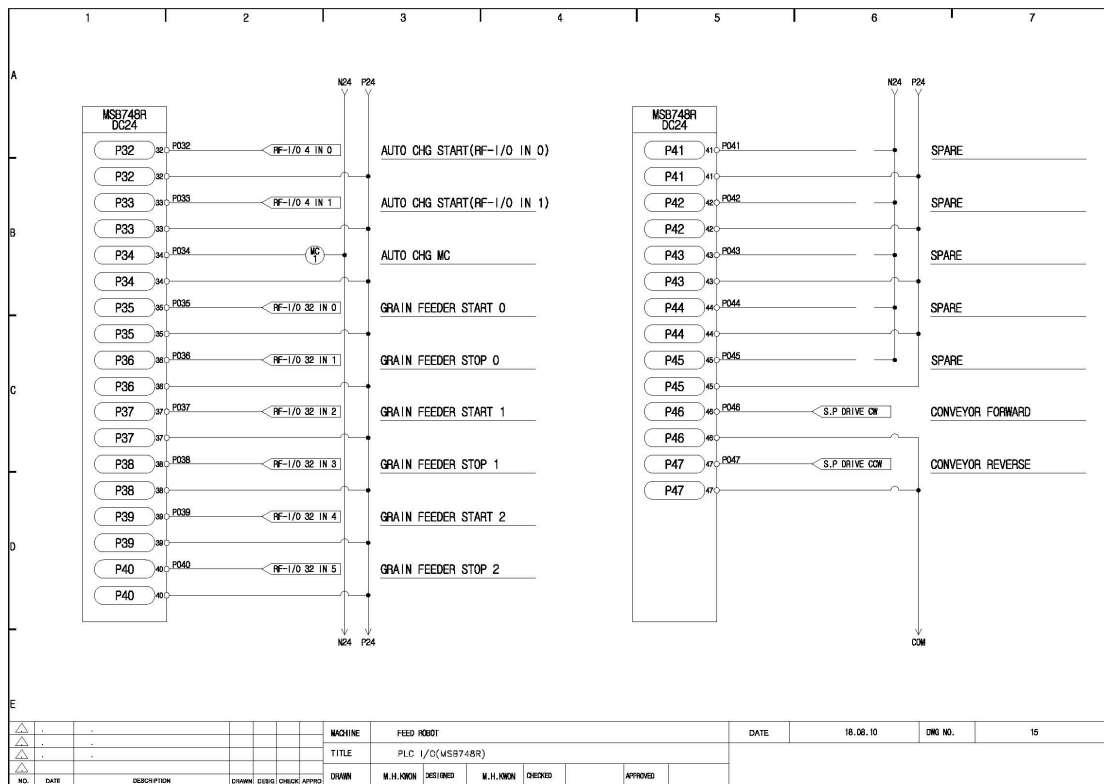 1 2 3 4 5 6 7
A
B
C
D
E
N24 P24
MSB748R
DC24
P32 32 P032 RF-I/O 4 IN 0 AUTO CHG START(RF-I/O IN 0)
P32 32
P33 33 P033 RF-I/O 4 IN 1 AUTO CHG START(RF-I/O IN 1)
P33 33
P34 34 P034 MC 1 AUTO CHG MC
P34 34
P35 35 P035 RF-I/O 32 IN 0 GRAIN FEEDER START 0
P35 35
P36 36 P036 RF-I/O 32 IN 1 GRAIN FEEDER STOP 0
P36 36
P37 37 P037 RF-I/O 32 IN 2 GRAIN FEEDER START 1
P37 37
P38 38 P038 RF-I/O 32 IN 3 GRAIN FEEDER STOP 1
P38 38
P39 39 P039 RF-I/O 32 IN 4 GRAIN FEEDER START 2
P39 39
P40 40 P040 RF-I/O 32 IN 5 GRAIN FEEDER STOP 2
P40 40
N24 P24
N24 P24
MSB748R
DC24
P41 41 P041 SPARE
P41 41
P42 42 P042 SPARE
P42 42
P43 43 P043 SPARE
P43 43
P44 44 P044 SPARE
P44 44
P45 45 P045 SPARE
P45 45
P46 46 P046 S.P DRIVE CW CONVEYOR FORWARD
P46 46
P47 47 P047 S.P DRIVE CCW CONVEYOR REVERSE
P47 47
COM
MACHINE FEED ROBOT DATE 18.08.10 DWG NO. 15
TITLE PLC I/O(MSB748R)
NO. DATE DESCRIPTION DRAWN DESIG CHECK APPRO DRAWN M.H.KWON DESIGNED M.H.KWON CHECKED APPROVED